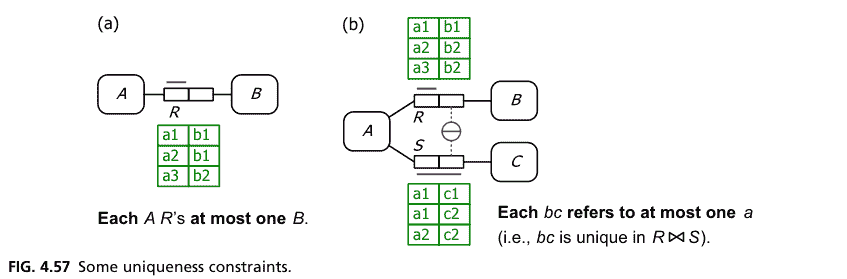 (a)
A
B
R
a1 b1
a2 b1
a3 b2
Each A R's at most one B.
(b)
a1 b1
a2 b2
a3 b2
A
R
B
S
C
a1 c1
a1 c2
a2 c2
Each bc refers to at most one a
(i.e., bc is unique in R⋈S).
FIG. 4.57 Some uniqueness constraints.